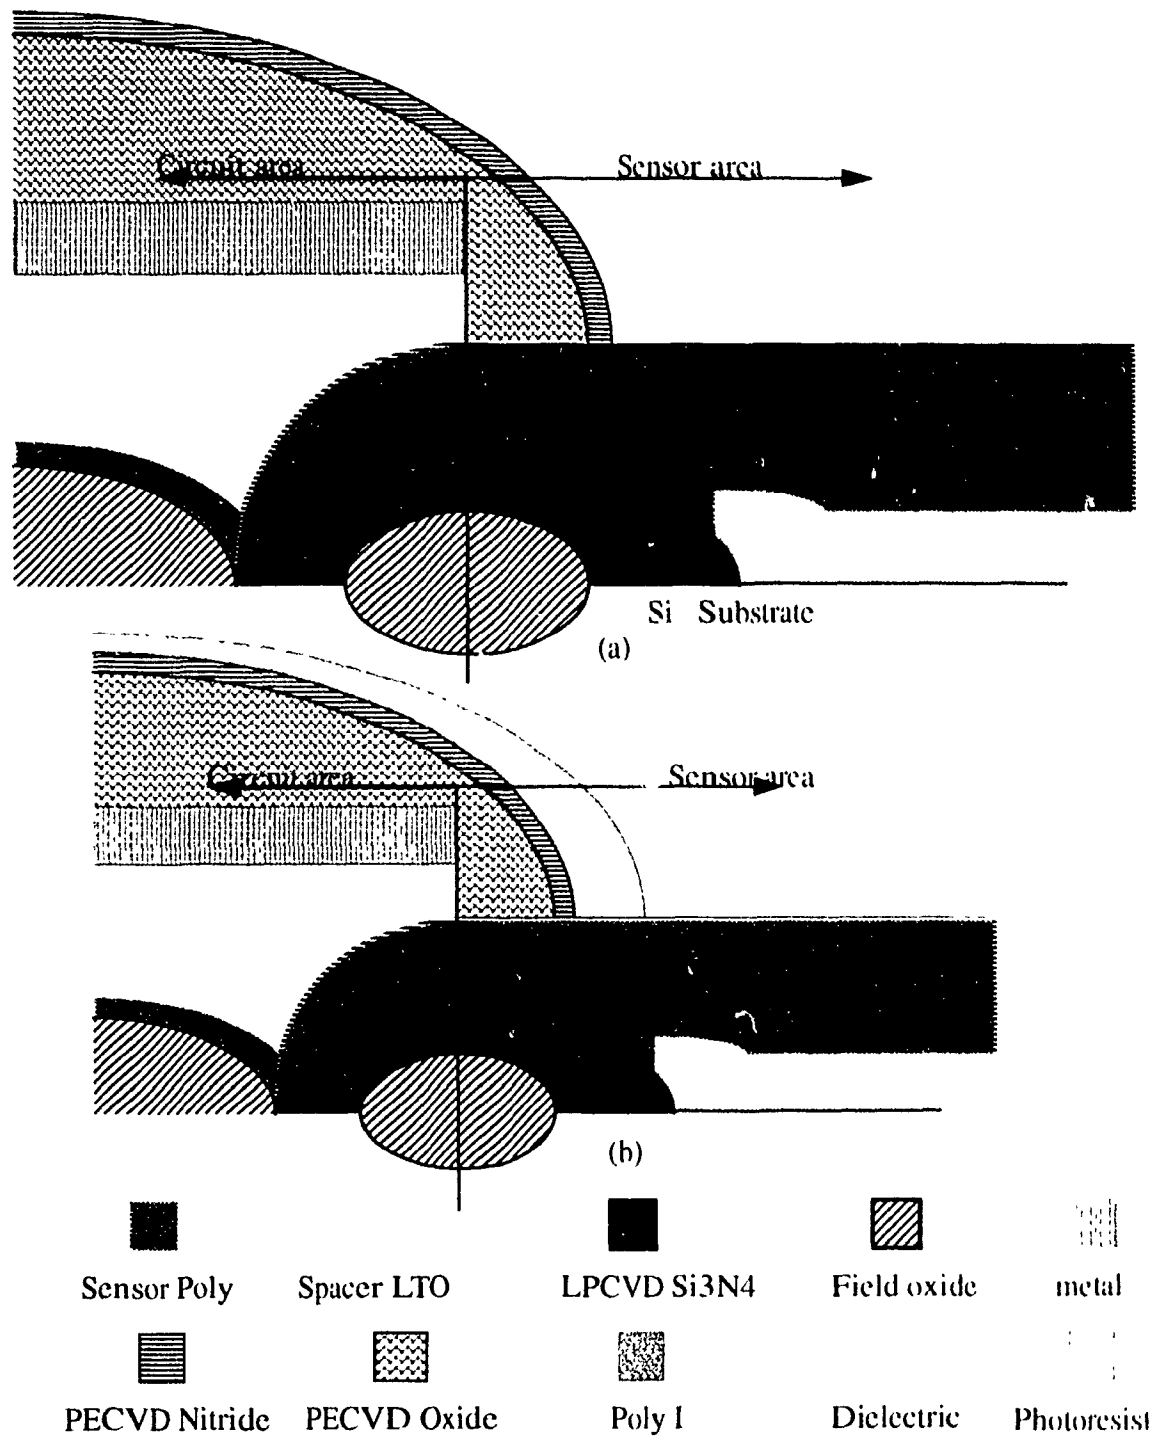 Circuit area
Sensor area
Si Substrate
(a)
Circuit area
Sensor area
(b)
Sensor Poly
Spacer LTO
LPCVD Si3N4
Field oxide
metal
PECVD Nitride
PECVD Oxide
Poly I
Dielectric
Photoresist